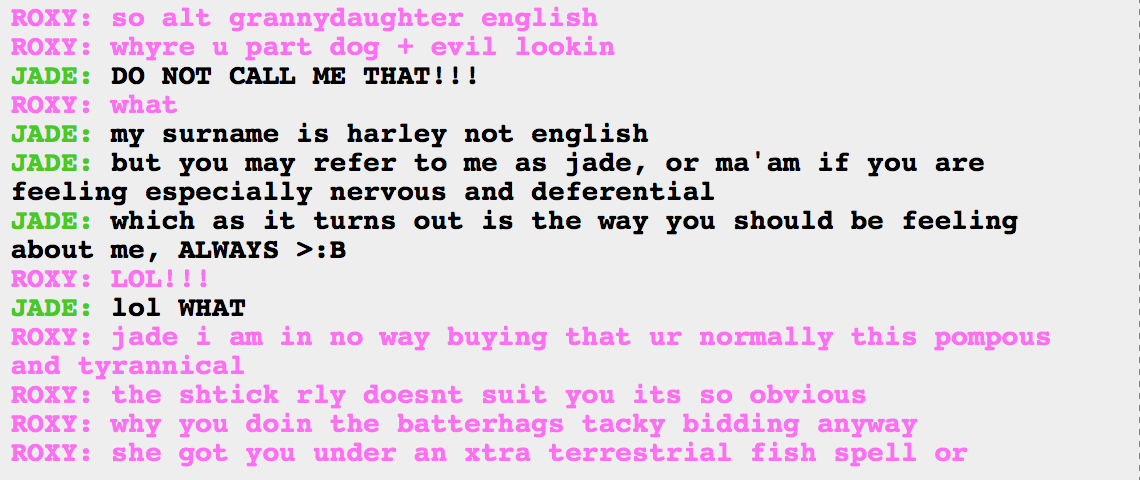 ROXY: so alt grannydaughter english
ROXY: whyre u part dog + evil lookin
JADE: DO NOT CALL ME THAT!!!
ROXY: what
JADE: my surname is harley not english
JADE: but you may refer to me as jade, or ma'am if you are
feeling especially nervous and deferential
JADE: which as it turns out is the way you should be feeling
about me, ALWAYS >:B
ROXY: LOL!!!
JADE: lol WHAT
ROXY: jade i am in no way buying that ur normally this pompous
and tyrannical
ROXY: the shtick rly doesnt suit you its so obvious
ROXY: why you doin the batterhags tacky bidding anyway
ROXY: she got you under an xtra terrestrial fish spell or